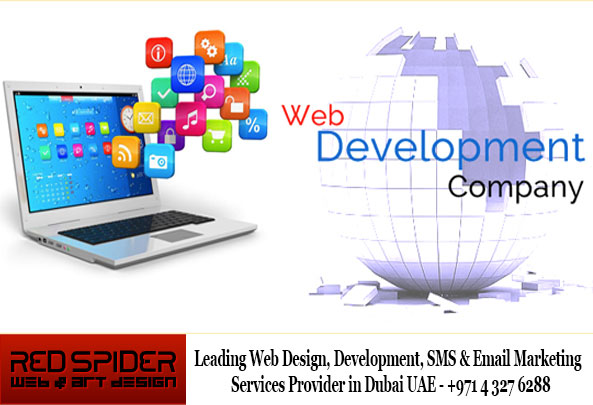 Web
Development
Company
Aa
%
RED SPIDER
WEB & ART DESIGN
Leading Web Design, Development, SMS & Email Marketing
Services Provider in Dubai UAE - +971 4 327 6288